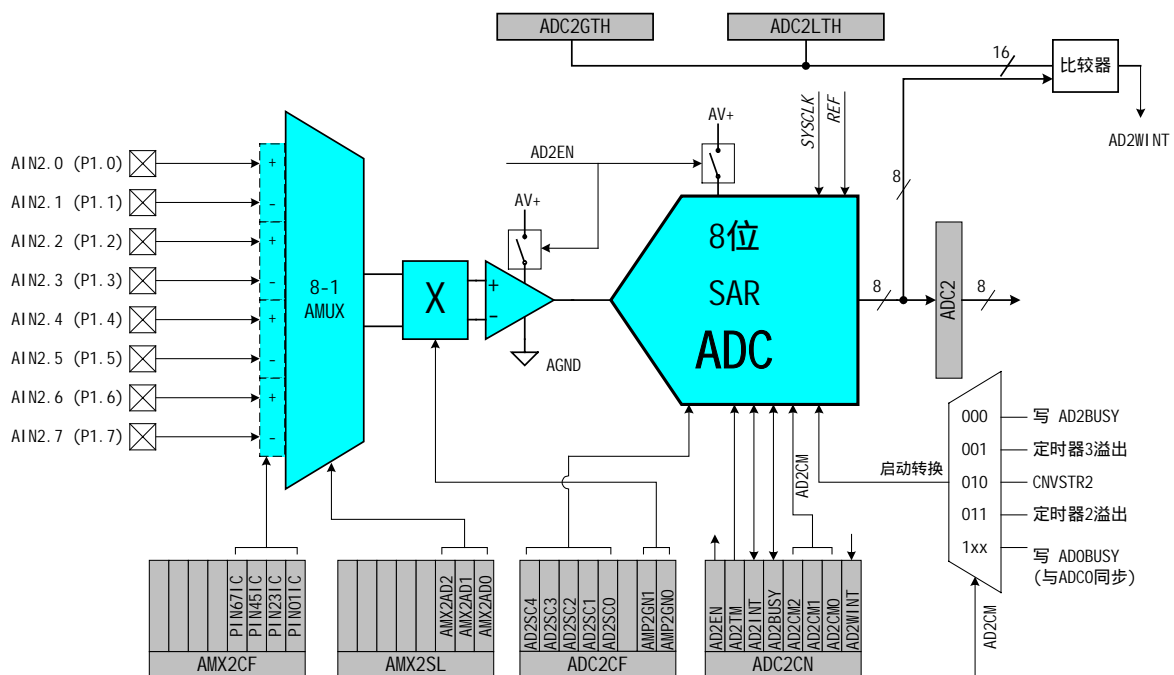 ADC2GTH
ADC2LTH
16
比较器
AD2WINT
SYSCLK
REF
AV+
AD2EN
AV+
8
AIN2.0 (P1.0)
AIN2.1 (P1.1)
AIN2.2 (P1.2)
AIN2.3 (P1.3)
AIN2.4 (P1.4)
AIN2.5 (P1.5)
AIN2.6 (P1.6)
AIN2.7 (P1.7)
+
-
+
-
+
-
+
-
8-1
AMUX
X
+
-
AGND
8位
SAR
ADC
8
ADC2
8
000
写 AD2BUSY
001
定时器3溢出
010
CNVSTR2
011
定时器2溢出
1xx
写 AD0BUSY
(与ADC0同步)
启动转换
AD2CM
AD2CM
PIN67IC
PIN45IC
PIN23IC
PIN01IC
AMX2CF
AMX2AD2
AMX2AD1
AMX2AD0
AMX2SL
AD2SC4
AD2SC3
AD2SC2
AD2SC1
AD2SC0
AMP2GN1
AMP2GN0
ADC2CF
AD2EN
AD2TM
AD2INT
AD2BUSY
AD2CM2
AD2CM1
AD2CM0
AD2WINT
ADC2CN